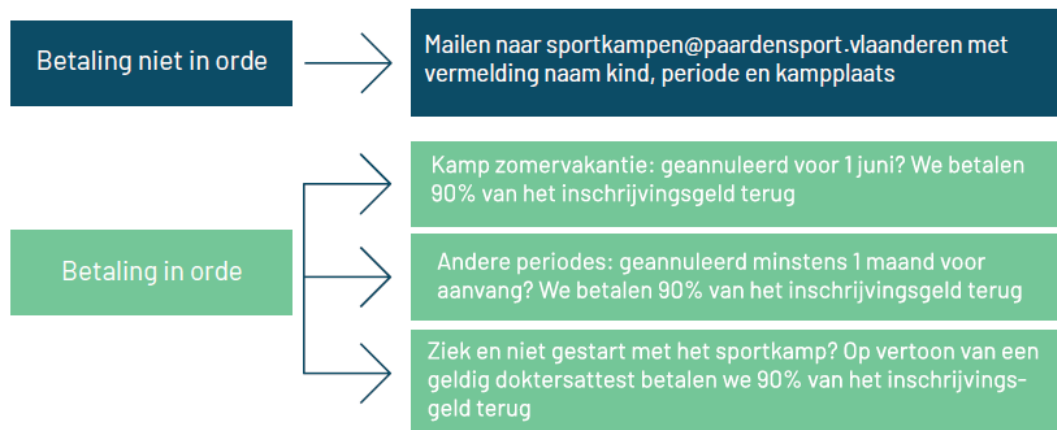 Betaling niet in orde
Mailen naar sportkampen@paardensport.vlaanderen met
vermelding naam kind, periode en kampplaats
Betaling in orde
Kamp zomervakantie: geannuleerd voor 1 juni? We betalen
90% van het inschrijvingsgeld terug
Andere periodes: geannuleerd minstens 1 maand voor
aanvang? We betalen 90% van het inschrijvingsgeld terug
Ziek en niet gestart met het sportkamp? Op vertoon van een
geldig doktersattest betalen we 90% van het inschrijvings-
geld terug